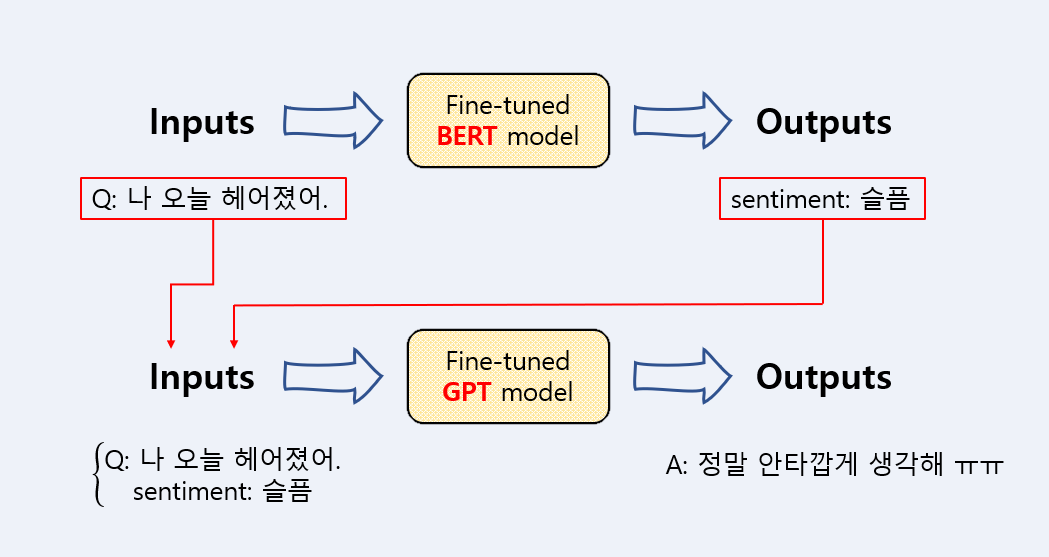 Inputs
Fine-tuned
BERT model
Outputs
Q: 나 오늘 헤어졌어.
sentiment: 슬픔
Inputs
Fine-tuned
GPT model
Outputs
Q: 나 오늘 헤어졌어.
sentiment: 슬픔
A: 정말 안타깝게 생각해 ㅠㅠ